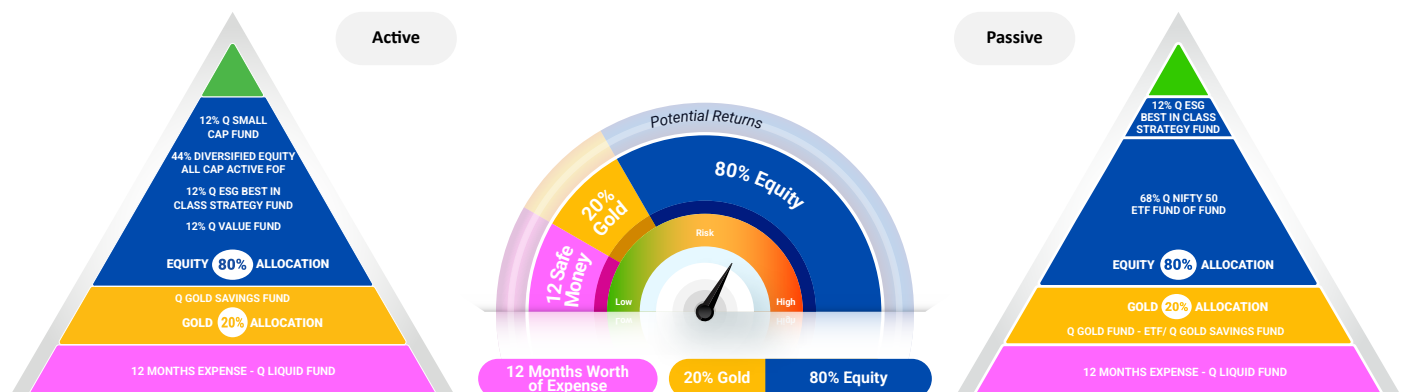 Active
12% Q SMALL
CAP FUND
44% DIVERSIFIED EQUITY
ALL CAP ACTIVE FOF
12% Q ESG BEST IN
CLASS STRATEGY FUND
12% Q VALUE FUND
EQUITY 80% ALLOCATION
Q GOLD SAVINGS FUND
GOLD 20% ALLOCATION
12 MONTHS EXPENSE - Q LIQUID FUND
Potential Returns
80% Equity
20%
Gold
12 Safe
Money
Risk
Low
High
12 Months Worth
of Expense
20% Gold
80% Equity
Passive
12% Q ESG
BEST IN CLASS
STRATEGY FUND
68% Q NIFTY 50
ETF FUND OF FUND
EQUITY 80% ALLOCATION
GOLD 20% ALLOCATION
Q GOLD FUND - ETF/ Q GOLD SAVINGS FUND
12 MONTHS EXPENSE - Q LIQUID FUND